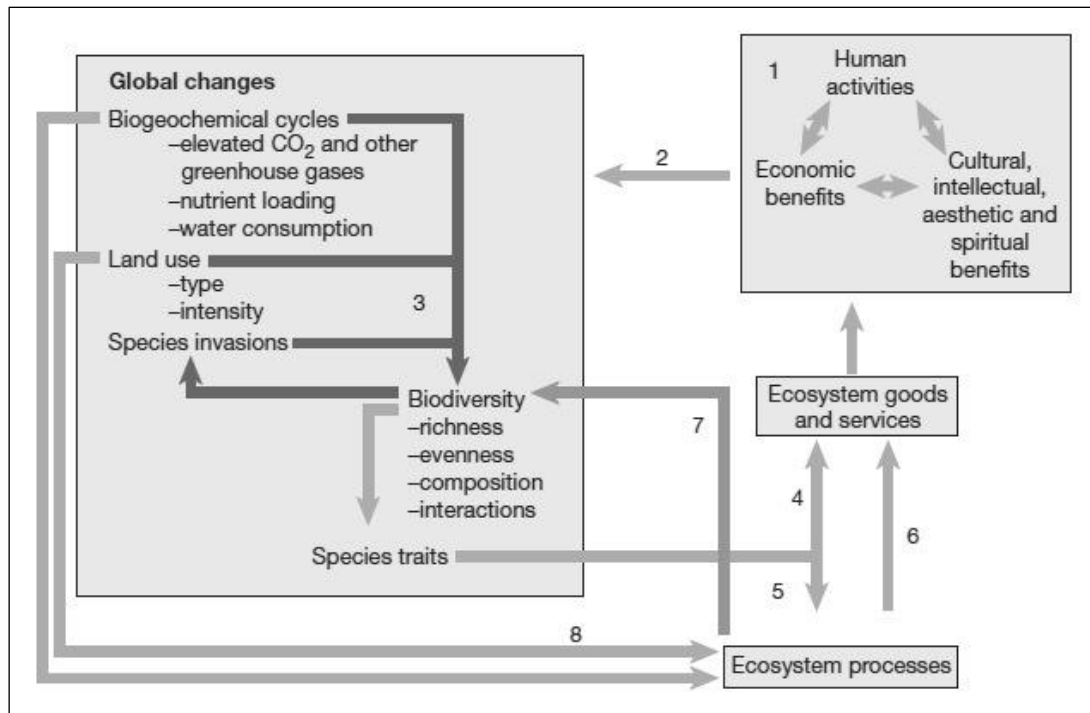 Global changes
Biogeochemical cycles
–elevated CO₂ and other
greenhouse gases
–nutrient loading
–water consumption
Land use
–type
–intensity
3
Species invasions
Biodiversity
–richness
–evenness
–composition
–interactions
Species traits
2
1
Human
activities
Economic
benefits
Cultural,
intellectual,
aesthetic and
spiritual
benefits
Ecosystem goods
and services
7
4
6
5
8
Ecosystem processes